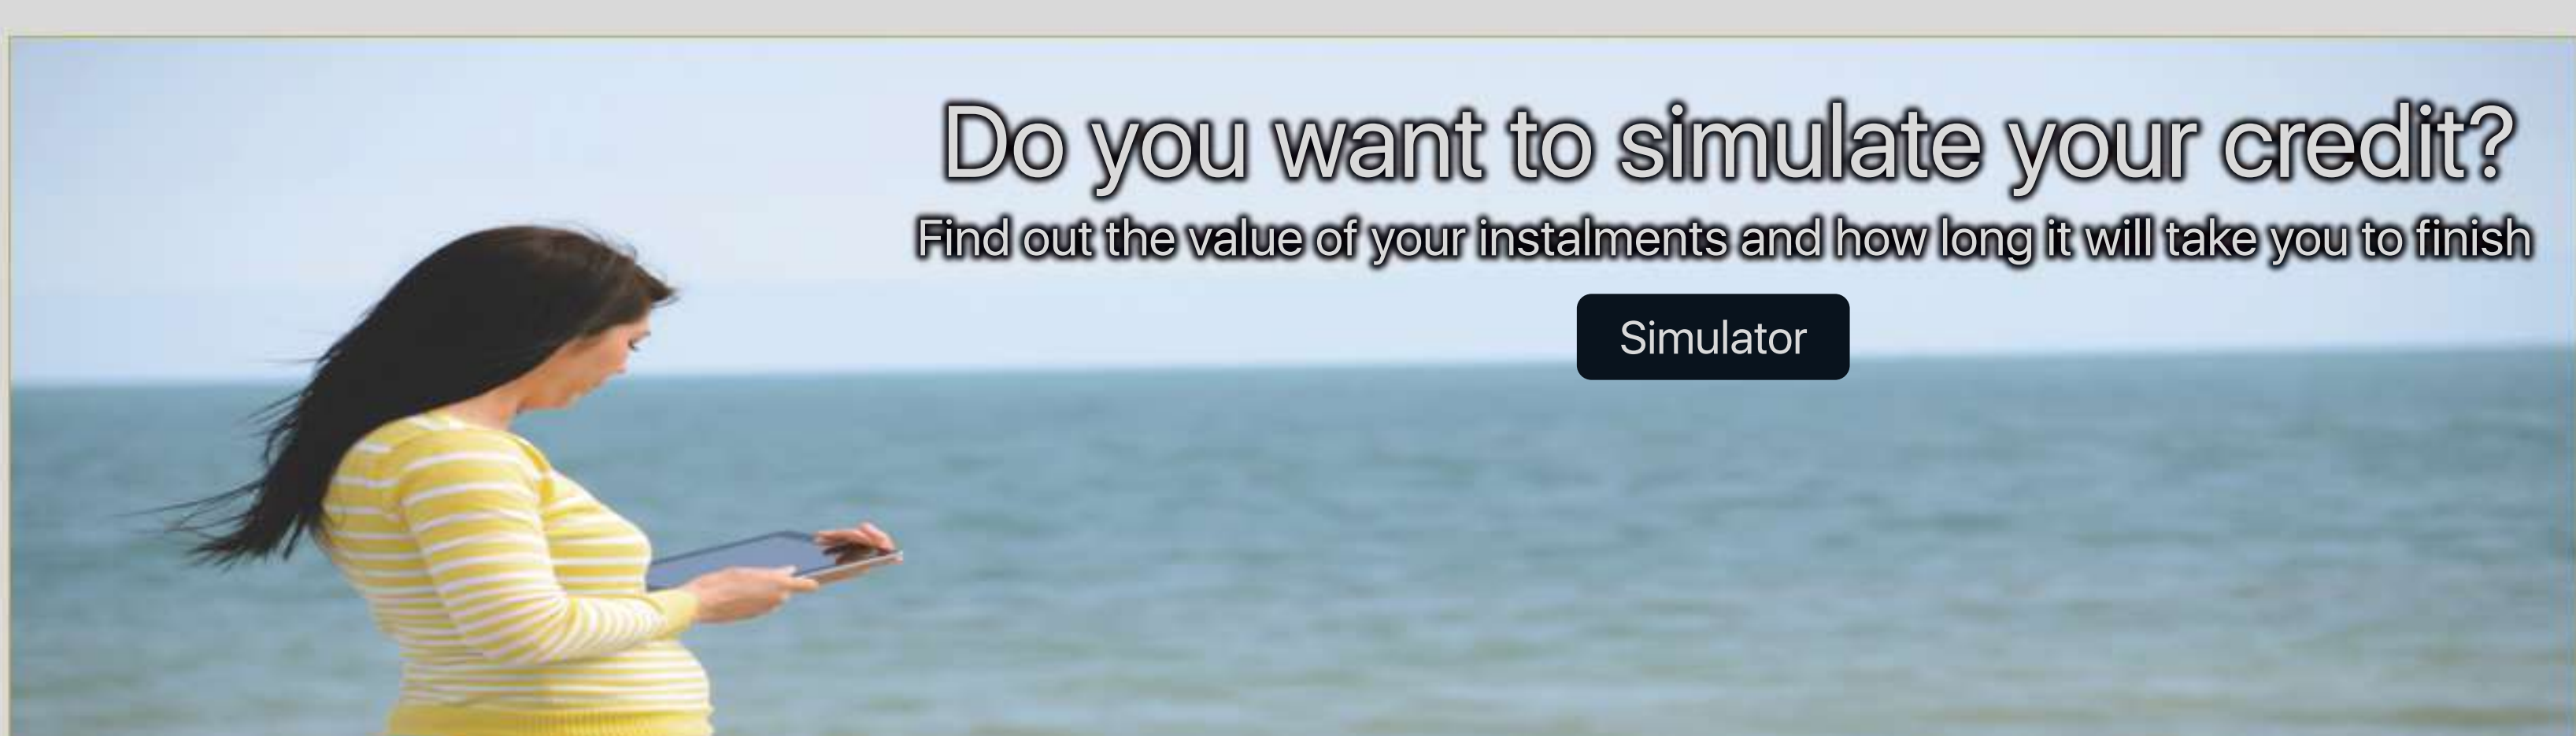 Do you want to simulate your credit?
Find out the value of your instalments and how long it will take you to finish
Simulator